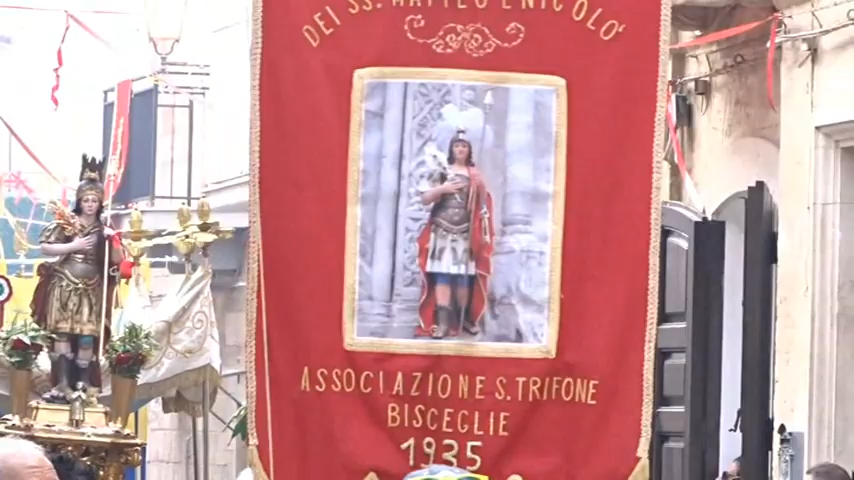 DEI SS. MATTEO E NICOLO'
ASSOCIAZIONE S.TRIFONE
BISCEGLIE
1935